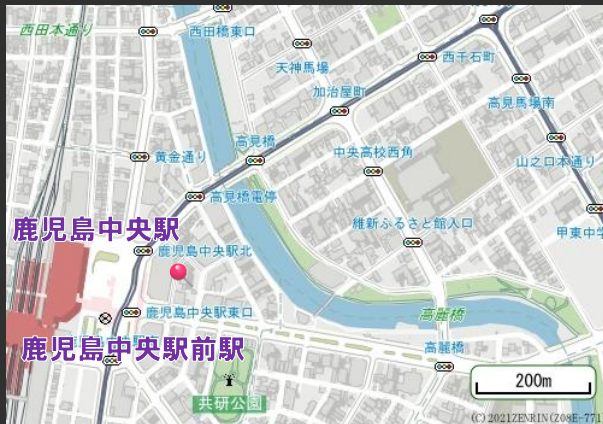 西田本通り
西田橋東口
天神馬場
西千石町
加治屋町
高見馬場南
高見橋
中央高校西角
黄金通り
山之口本通り
高見橋電停
維新ふるさと館入口
甲東中学
鹿児島中央駅
鹿児島中央駅北
鹿児島中央駅東口
高麗橋
鹿児島中央駅前駅
高麗橋
200m
共研公園
(C)2021ZENRIN(Z08E-771